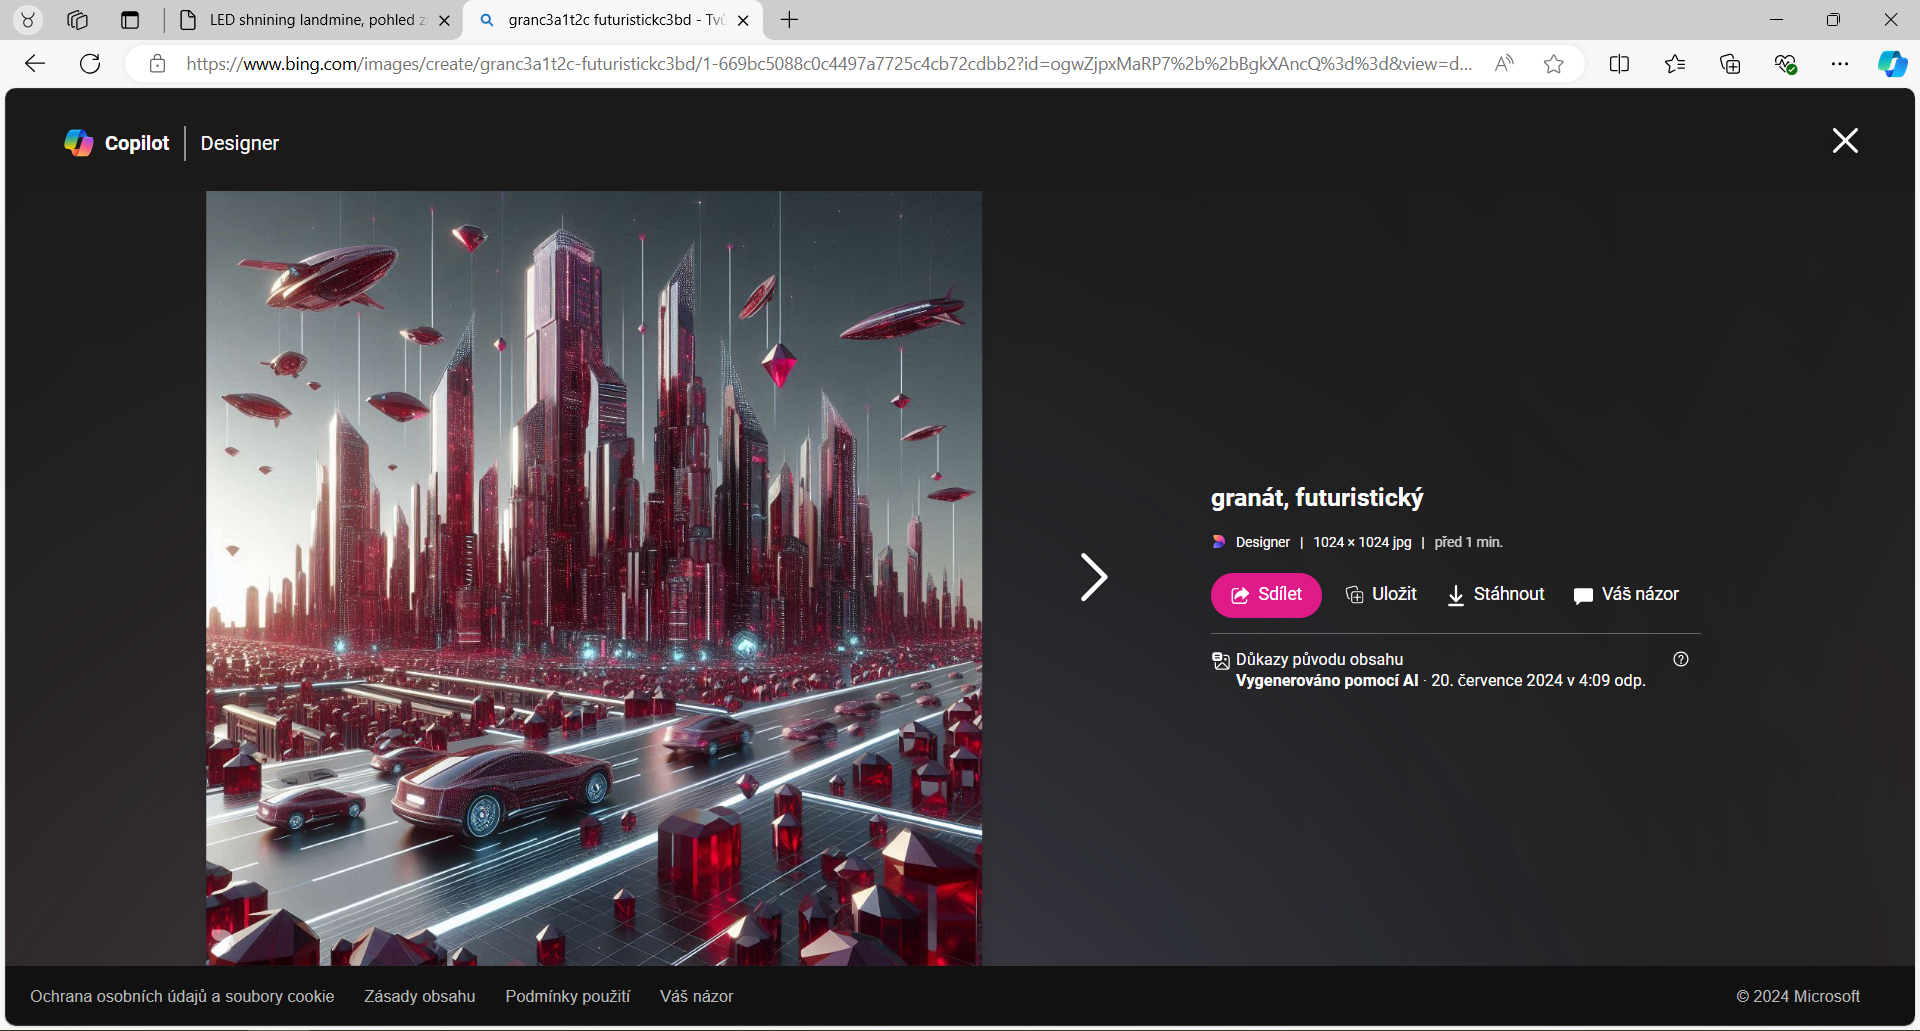 LED shnining landmine, pohled z
granc3a1t2c futuristickc3bd - Tvů
https://www.bing.com/images/create/granc3a1t2c-futuristickc3bd/1-669bc5088c0c4497a7725c4cb72cdbb2?id=ogwZjpxMaRP7%2b%2bBgkXAncQ%3d%3d&view=d...
Copilot
Designer
granát, futuristický
Designer | 1024 × 1024 jpg | před 1 min.
Sdílet Uložit Stáhnout Váš názor
Důkazy původu obsahu
Vygenerováno pomocí AI · 20. července 2024 v 4:09 odp.
Ochrana osobních údajů a soubory cookie Zásady obsahu Podmínky použití Váš názor
© 2024 Microsoft